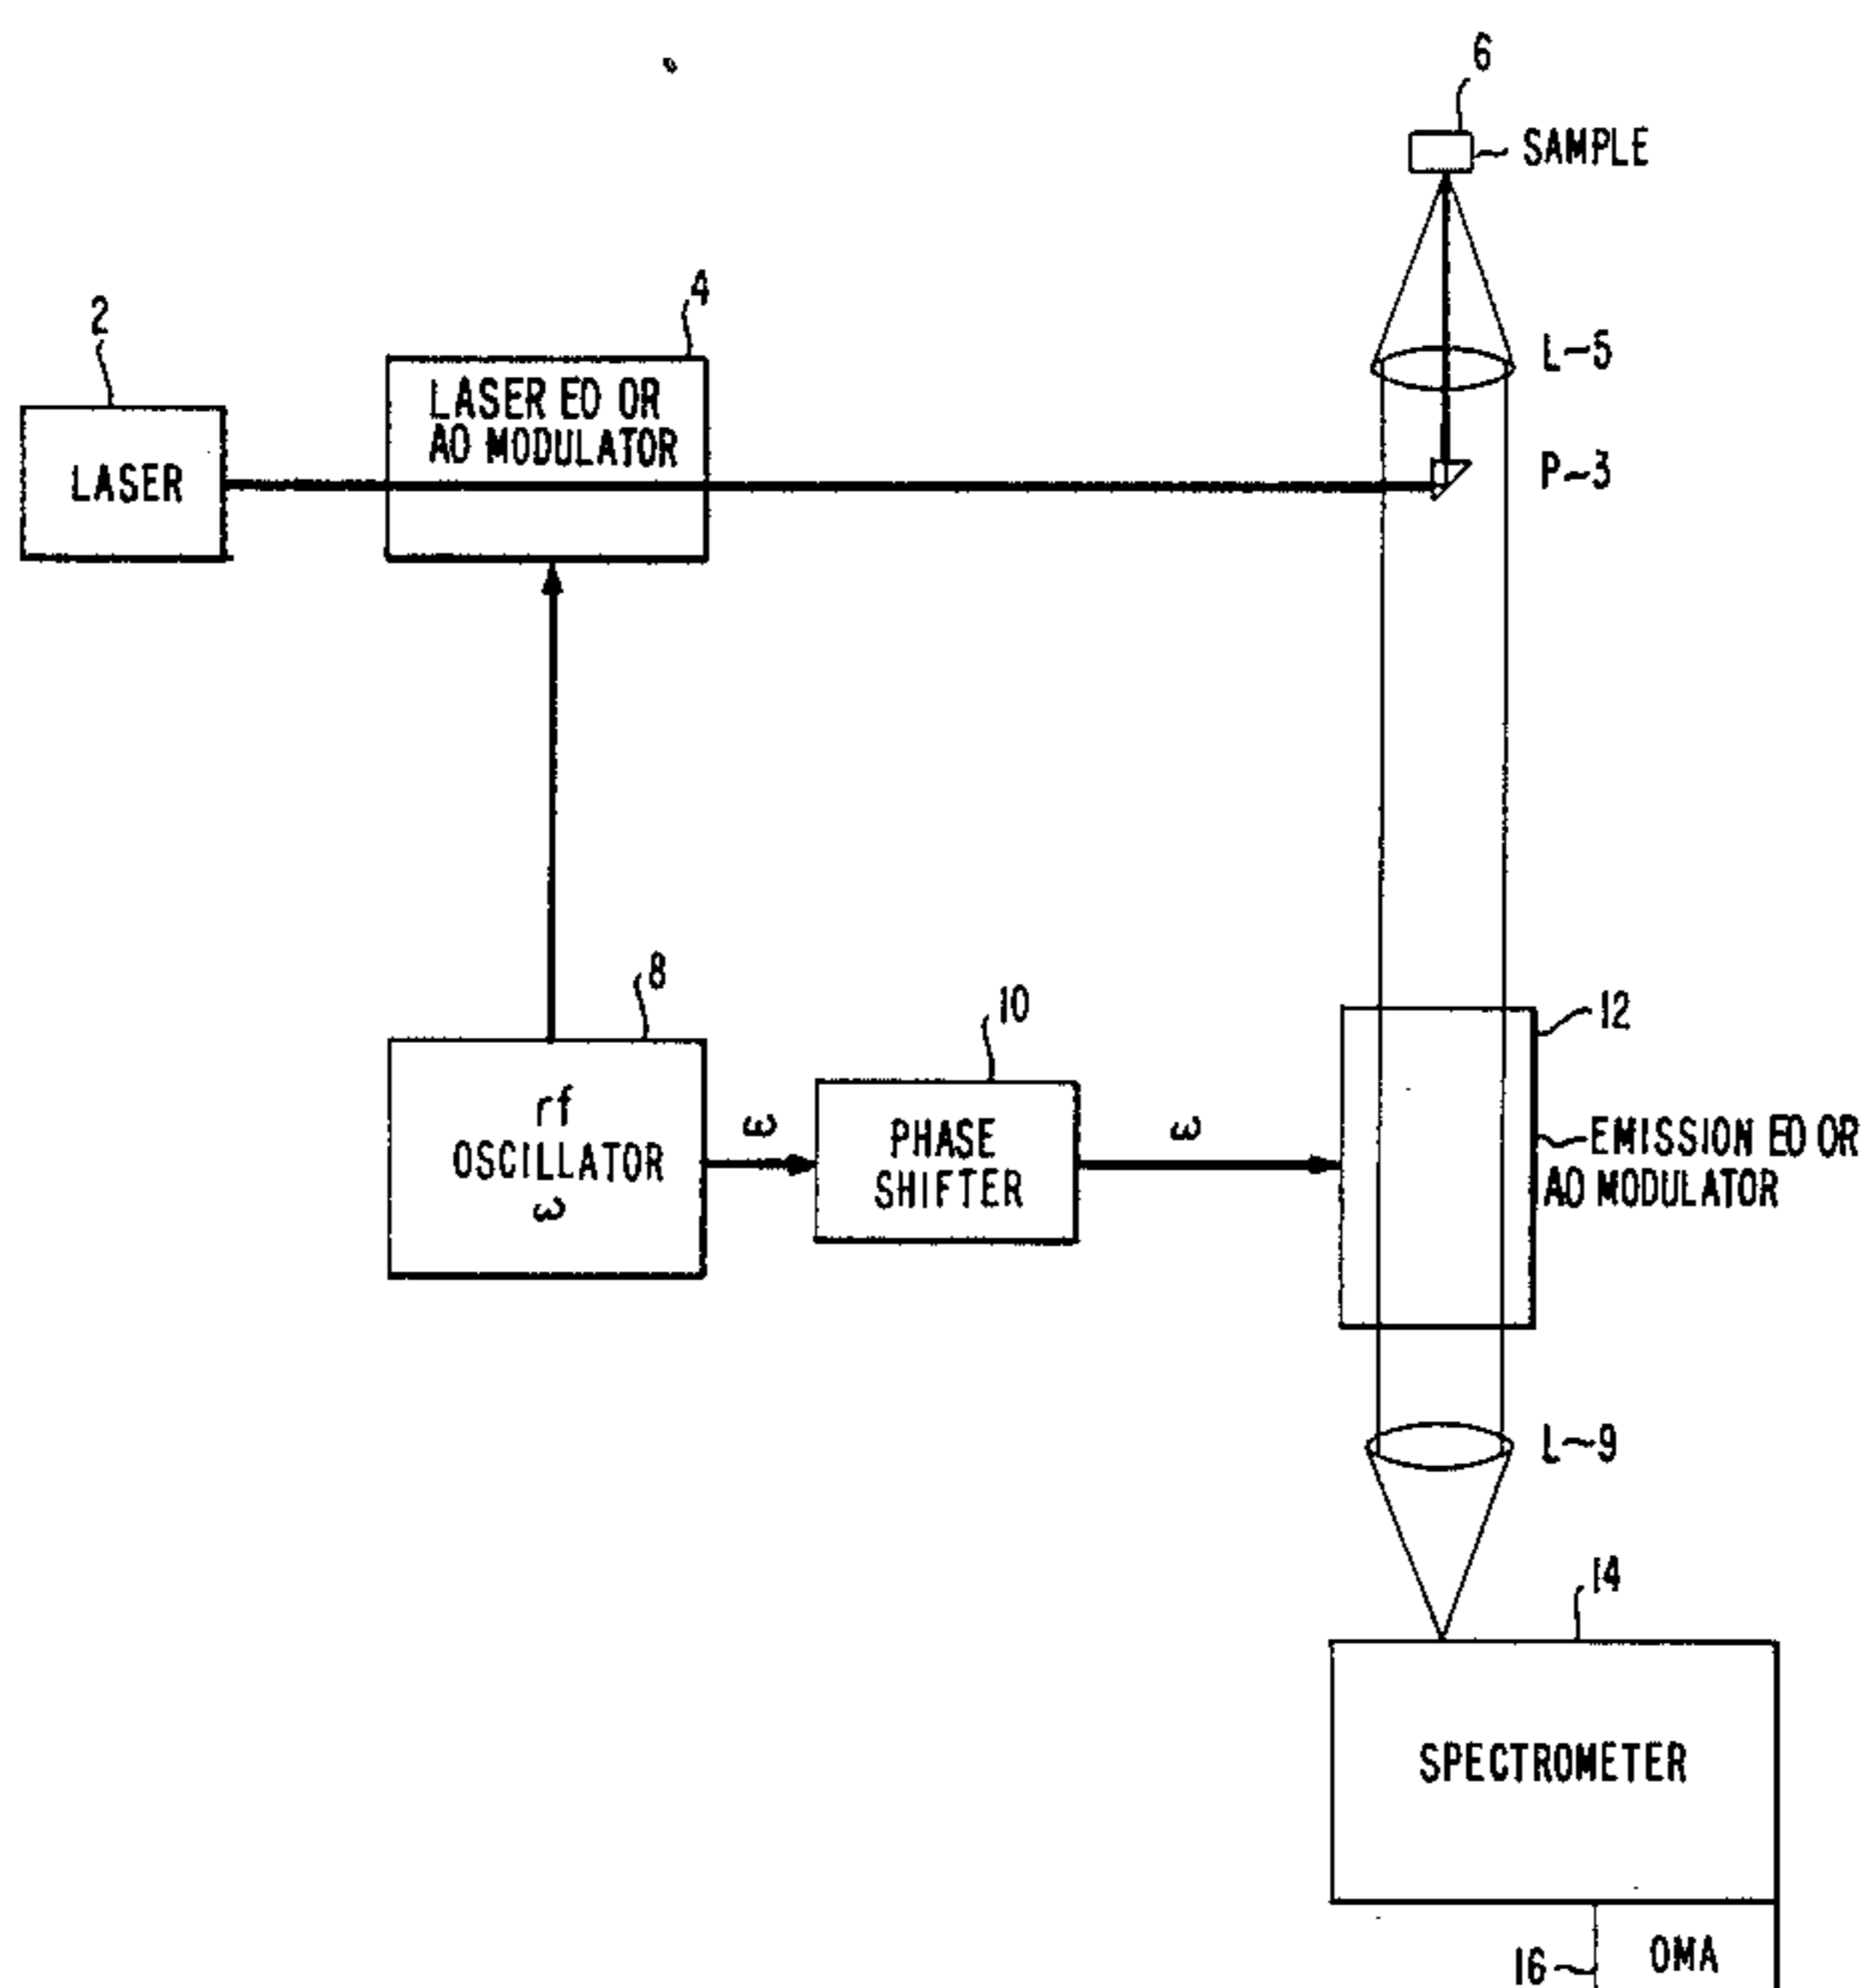 6
SAMPLE
2
4
LASER EO OR
AO MODULATOR
L-5
LASER
P-3
8
10
12
rf
OSCILLATOR
ω
ω
PHASE
SHIFTER
ω
EMISSION EO OR
AO MODULATOR
L-9
14
SPECTROMETER
16
OMA